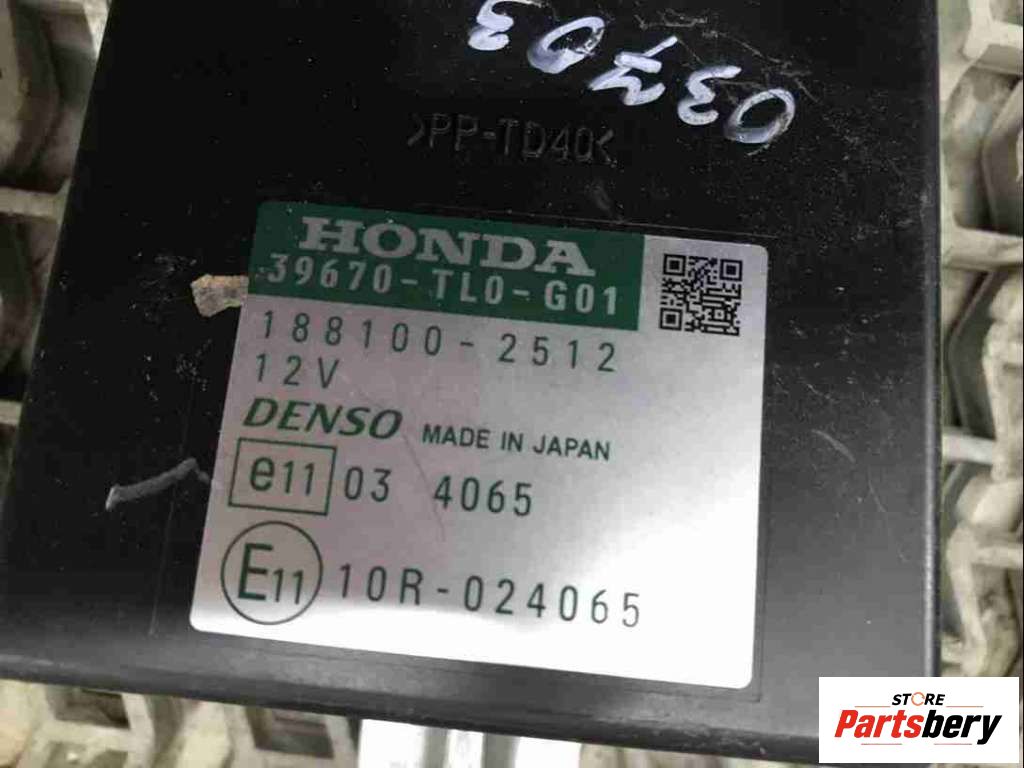 03703
>PP-TD40<
HONDA
39670-TL0-G01
188100-2512
12V
DENSO MADE IN JAPAN
e11 03 4065
E11 10R-024065
STORE
Partsbery